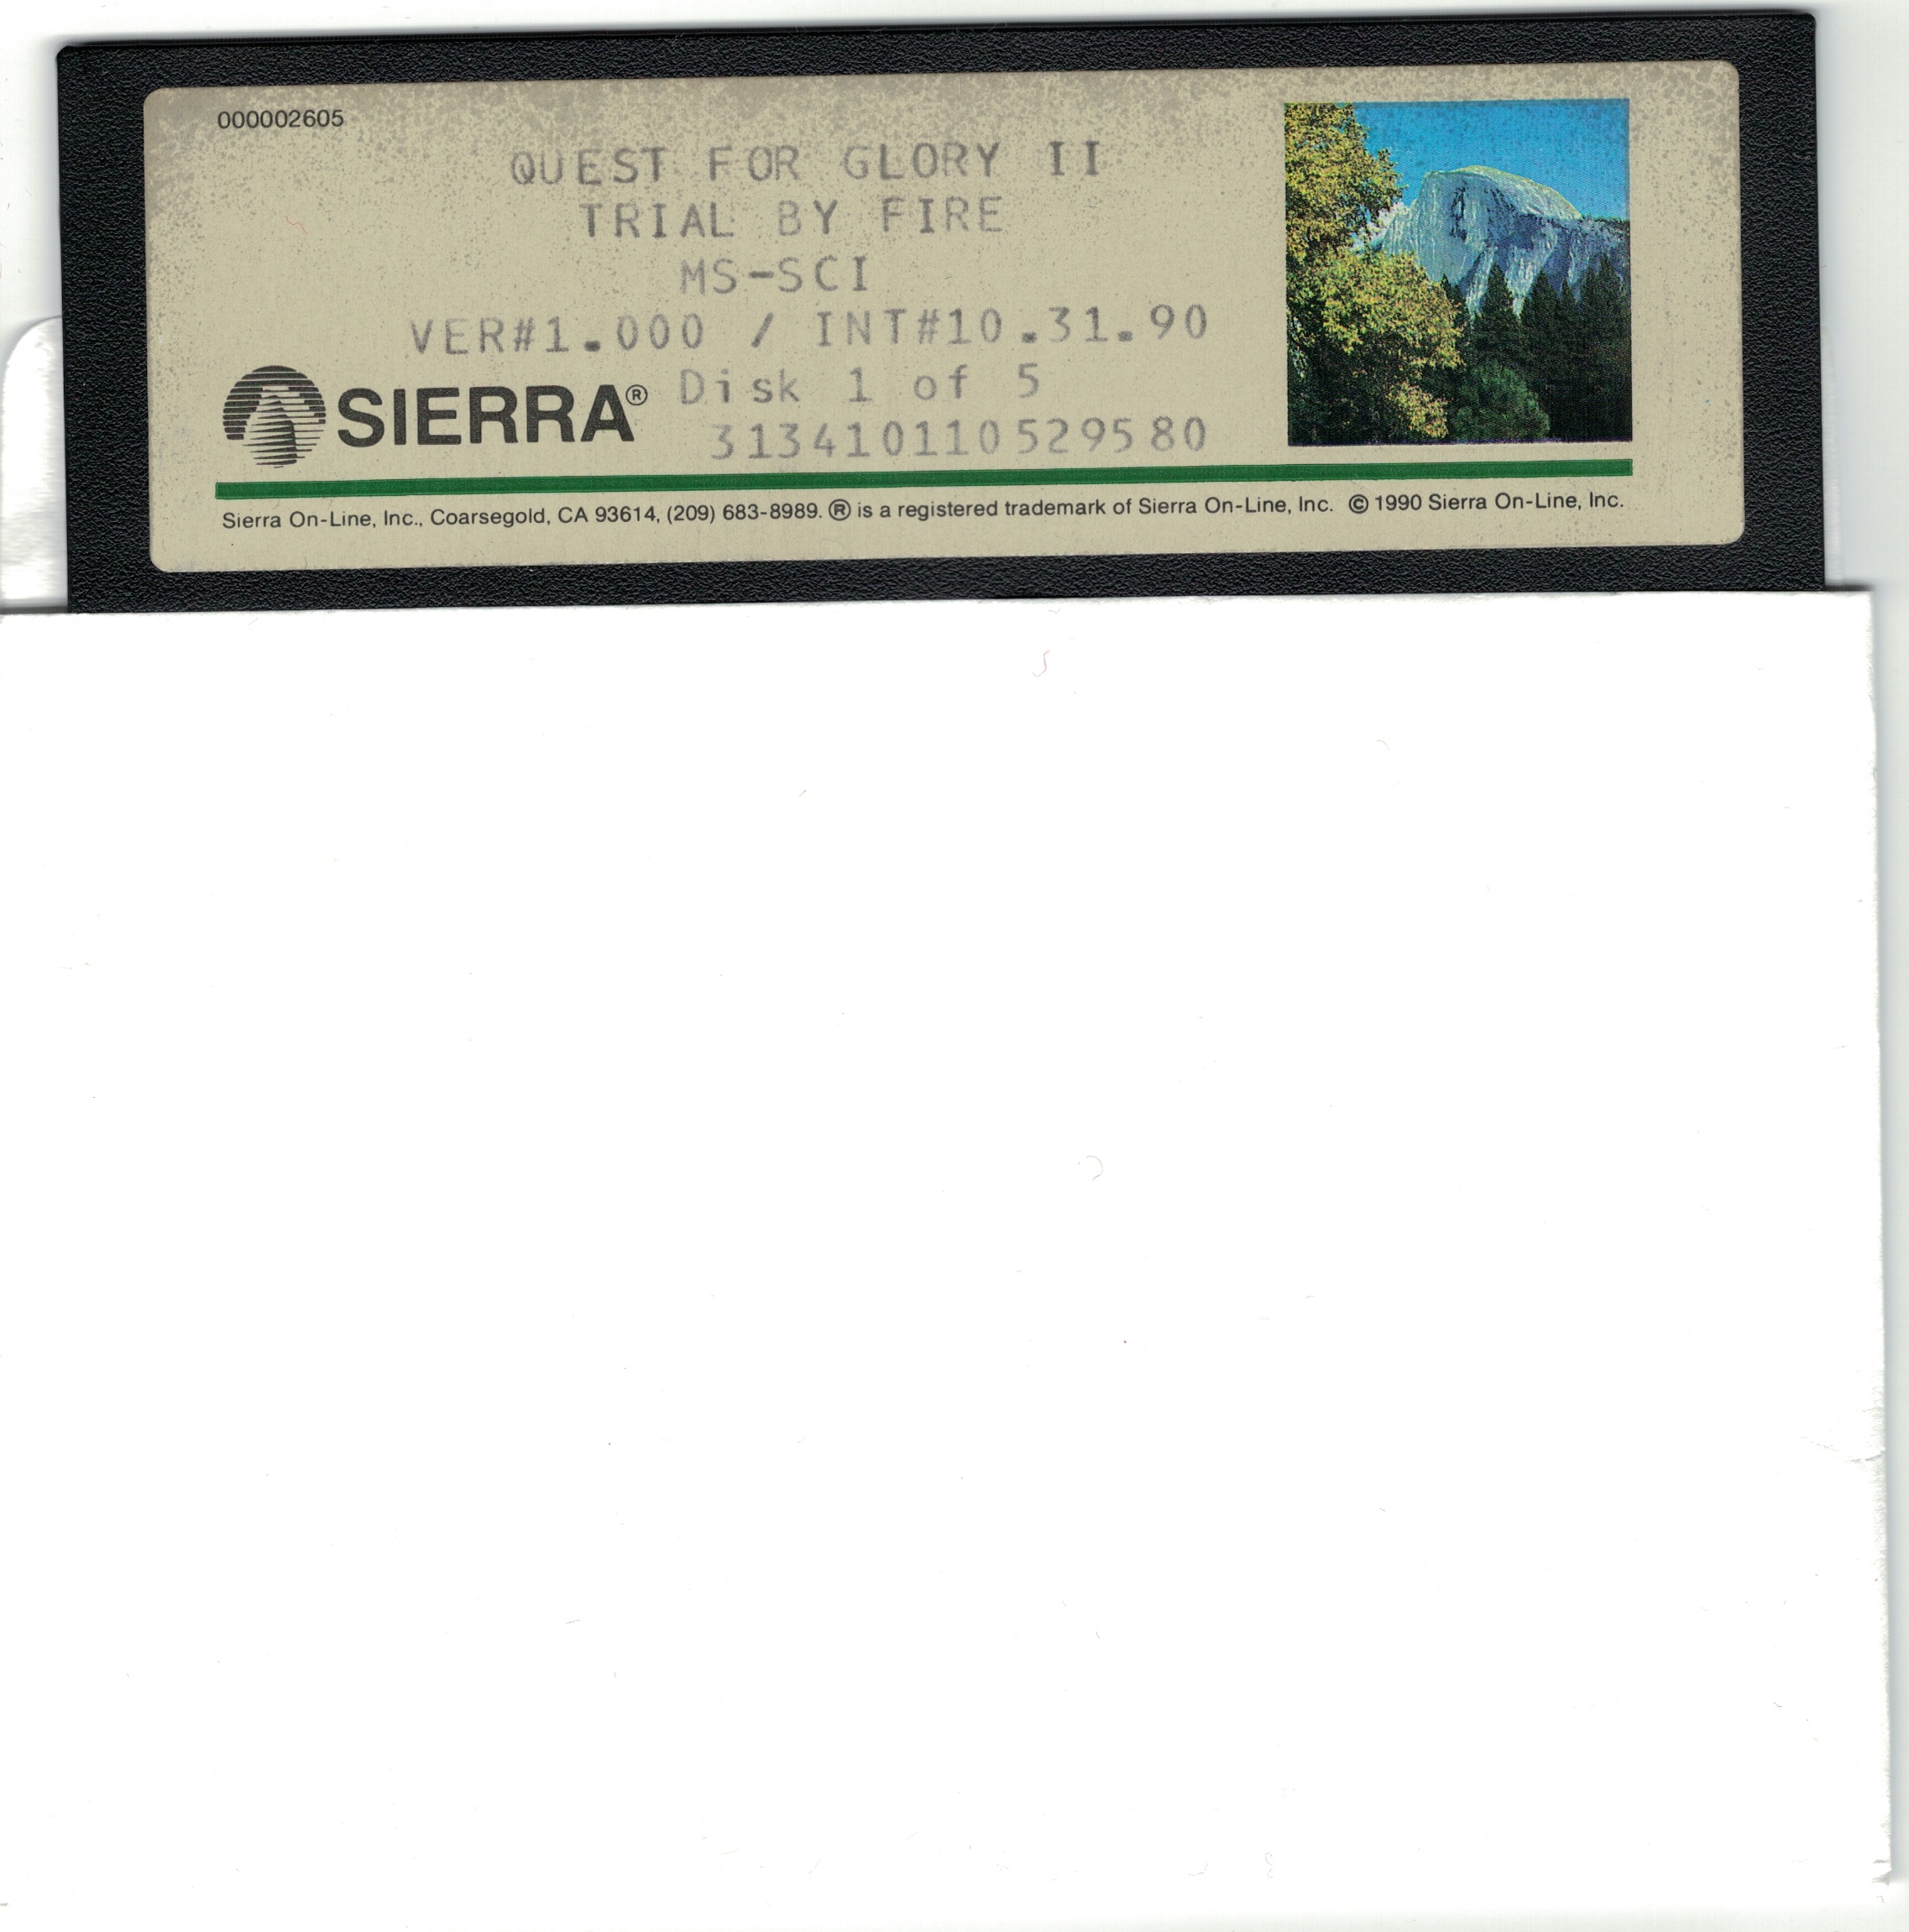 000002605
QUEST FOR GLORY II
TRIAL BY FIRE
MS-SCI
VER#1.000 / INT#10.31.90
SIERRA® Disk 1 of 5
313410110529580
Sierra On-Line, Inc., Coarsegold, CA 93614, (209) 683-8989. ® is a registered trademark of Sierra On-Line, Inc. © 1990 Sierra On-Line, Inc.